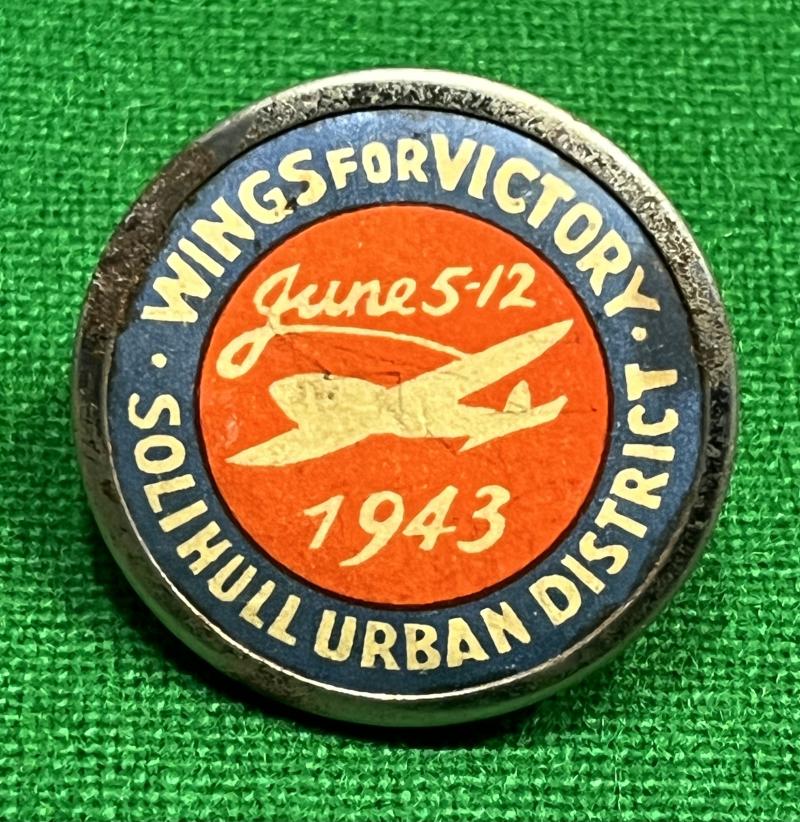 WINGS FOR VICTORY
June 5-12
1943
SOLIHULL URBAN DISTRICT